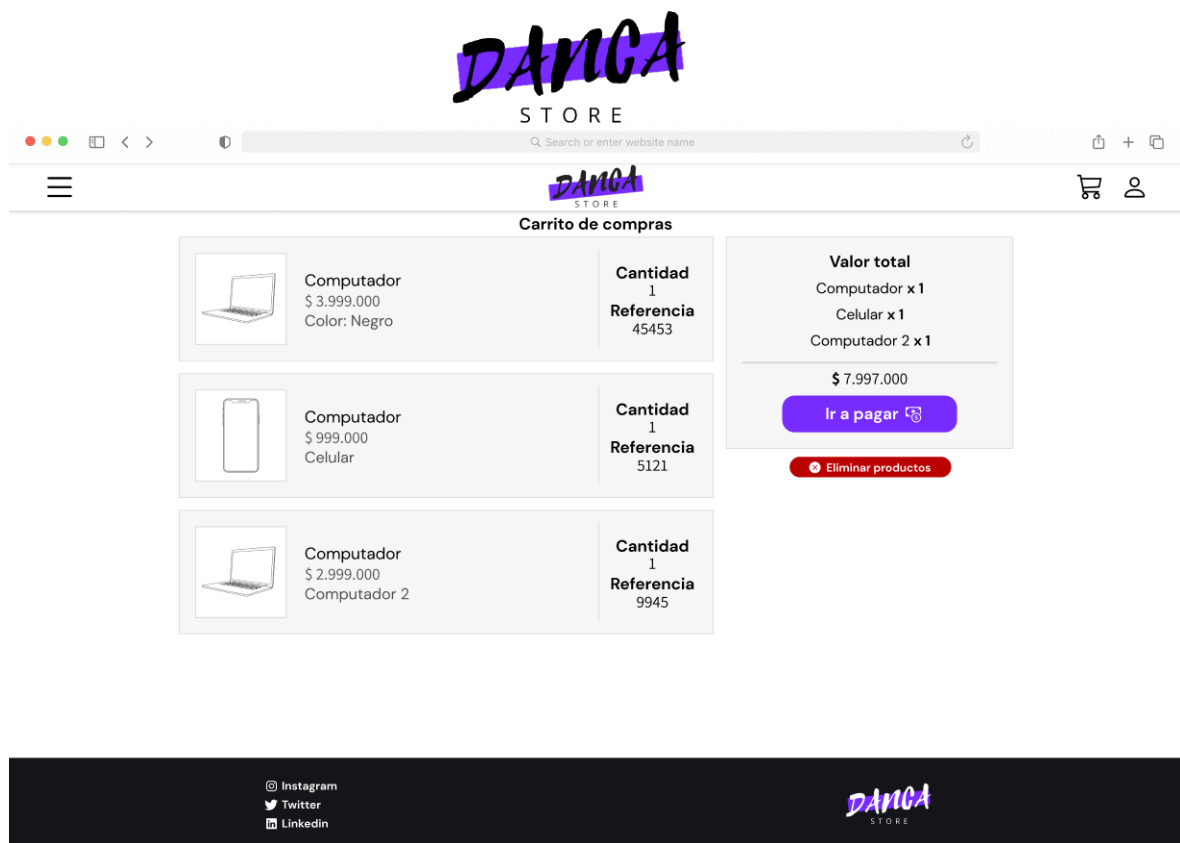 DANCA
STORE
Search or enter website name
DANCA
STORE
Carrito de compras
Computador
$ 3.999.000
Color: Negro
Cantidad
1
Referencia
45453
Computador
$ 999.000
Celular
Cantidad
1
Referencia
5121
Computador
$ 2.999.000
Computador 2
Cantidad
1
Referencia
9945
Valor total
Computador x 1
Celular x 1
Computador 2 x 1
$ 7.997.000
Ir a pagar
Eliminar productos
Instagram
Twitter
Linkedin
DANCA
STORE